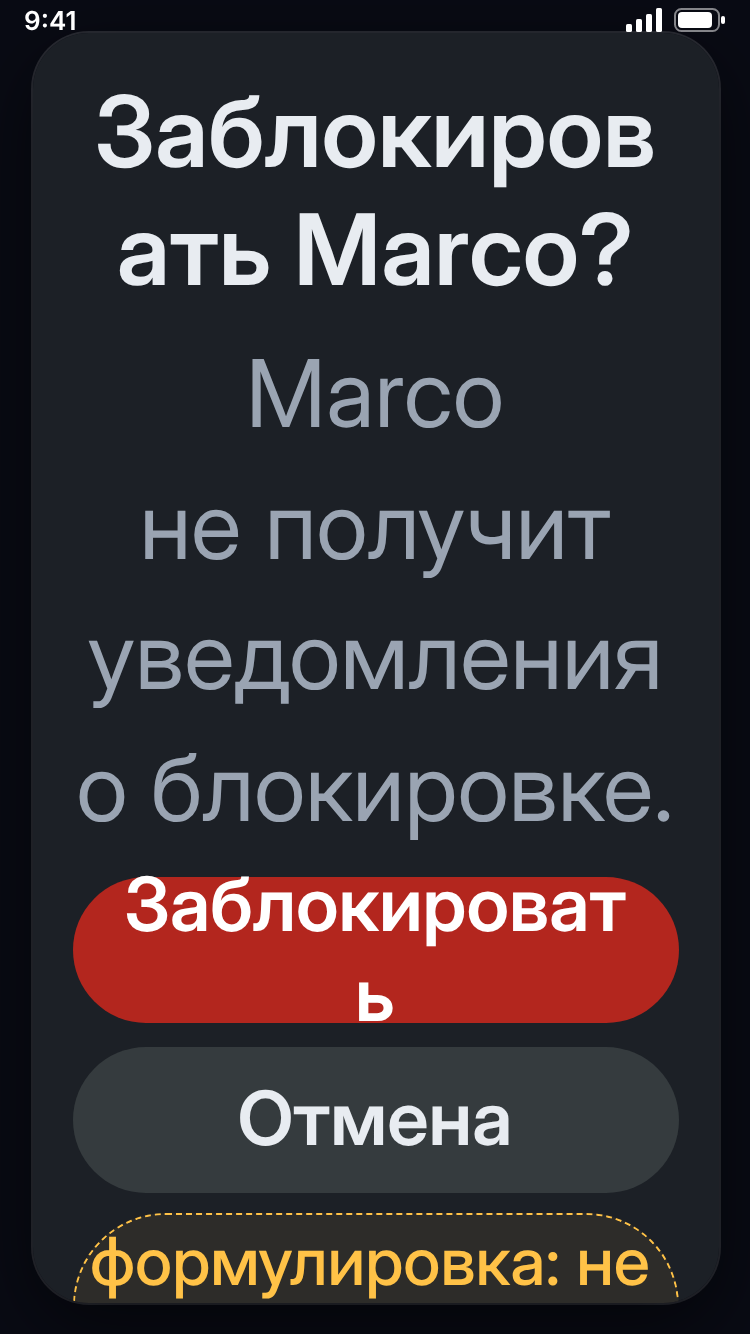 9:41
Заблокиров
ать Marco?
Marco
не получит
уведомления
о блокировке.
Заблокироват
ь
Отмена
формулировка: не